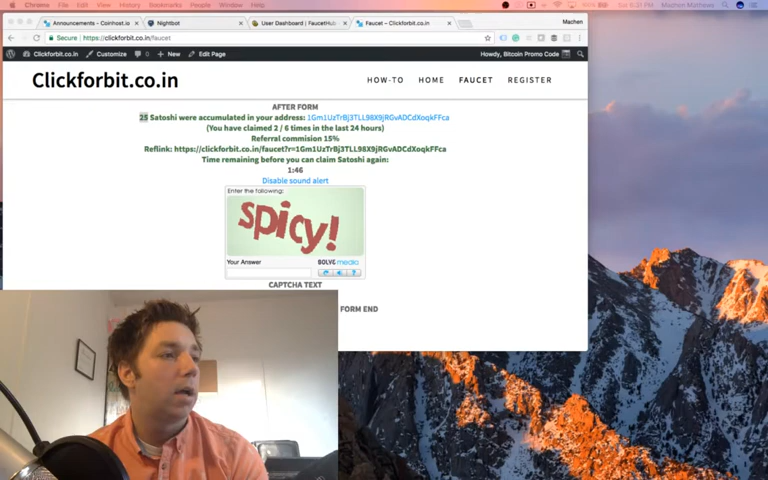 Chrome File Edit View History Bookmarks People Window Help
Announcements - Coinhost.io
Nightbot
User Dashboard | FaucetHub
Faucet – Clickforbit.co.in
Machen
Secure https://clickforbit.co.in/faucet
Clickforbit.co.in Customize 0 New Edit Page Howdy, Bitcoin Promo Code
Clickforbit.co.in
HOW-TO HOME FAUCET REGISTER
AFTER FORM
25 Satoshi were accumulated in your address: 1Gm1UzTrBj3TLL98X9jRGvADCdXoqkFFca
(You have claimed 2 / 6 times in the last 24 hours)
Referral commision 15%
Reflink: https://clickforbit.co.in/faucet?r=1Gm1UzTrBj3TLL98X9jRGvADCdXoqkFFca
Time remaining before you can claim Satoshi again:
1:46
Disable sound alert
Enter the following:
spicy!
Your Answer SOLVE media
CAPTCHA TEXT
FORM END